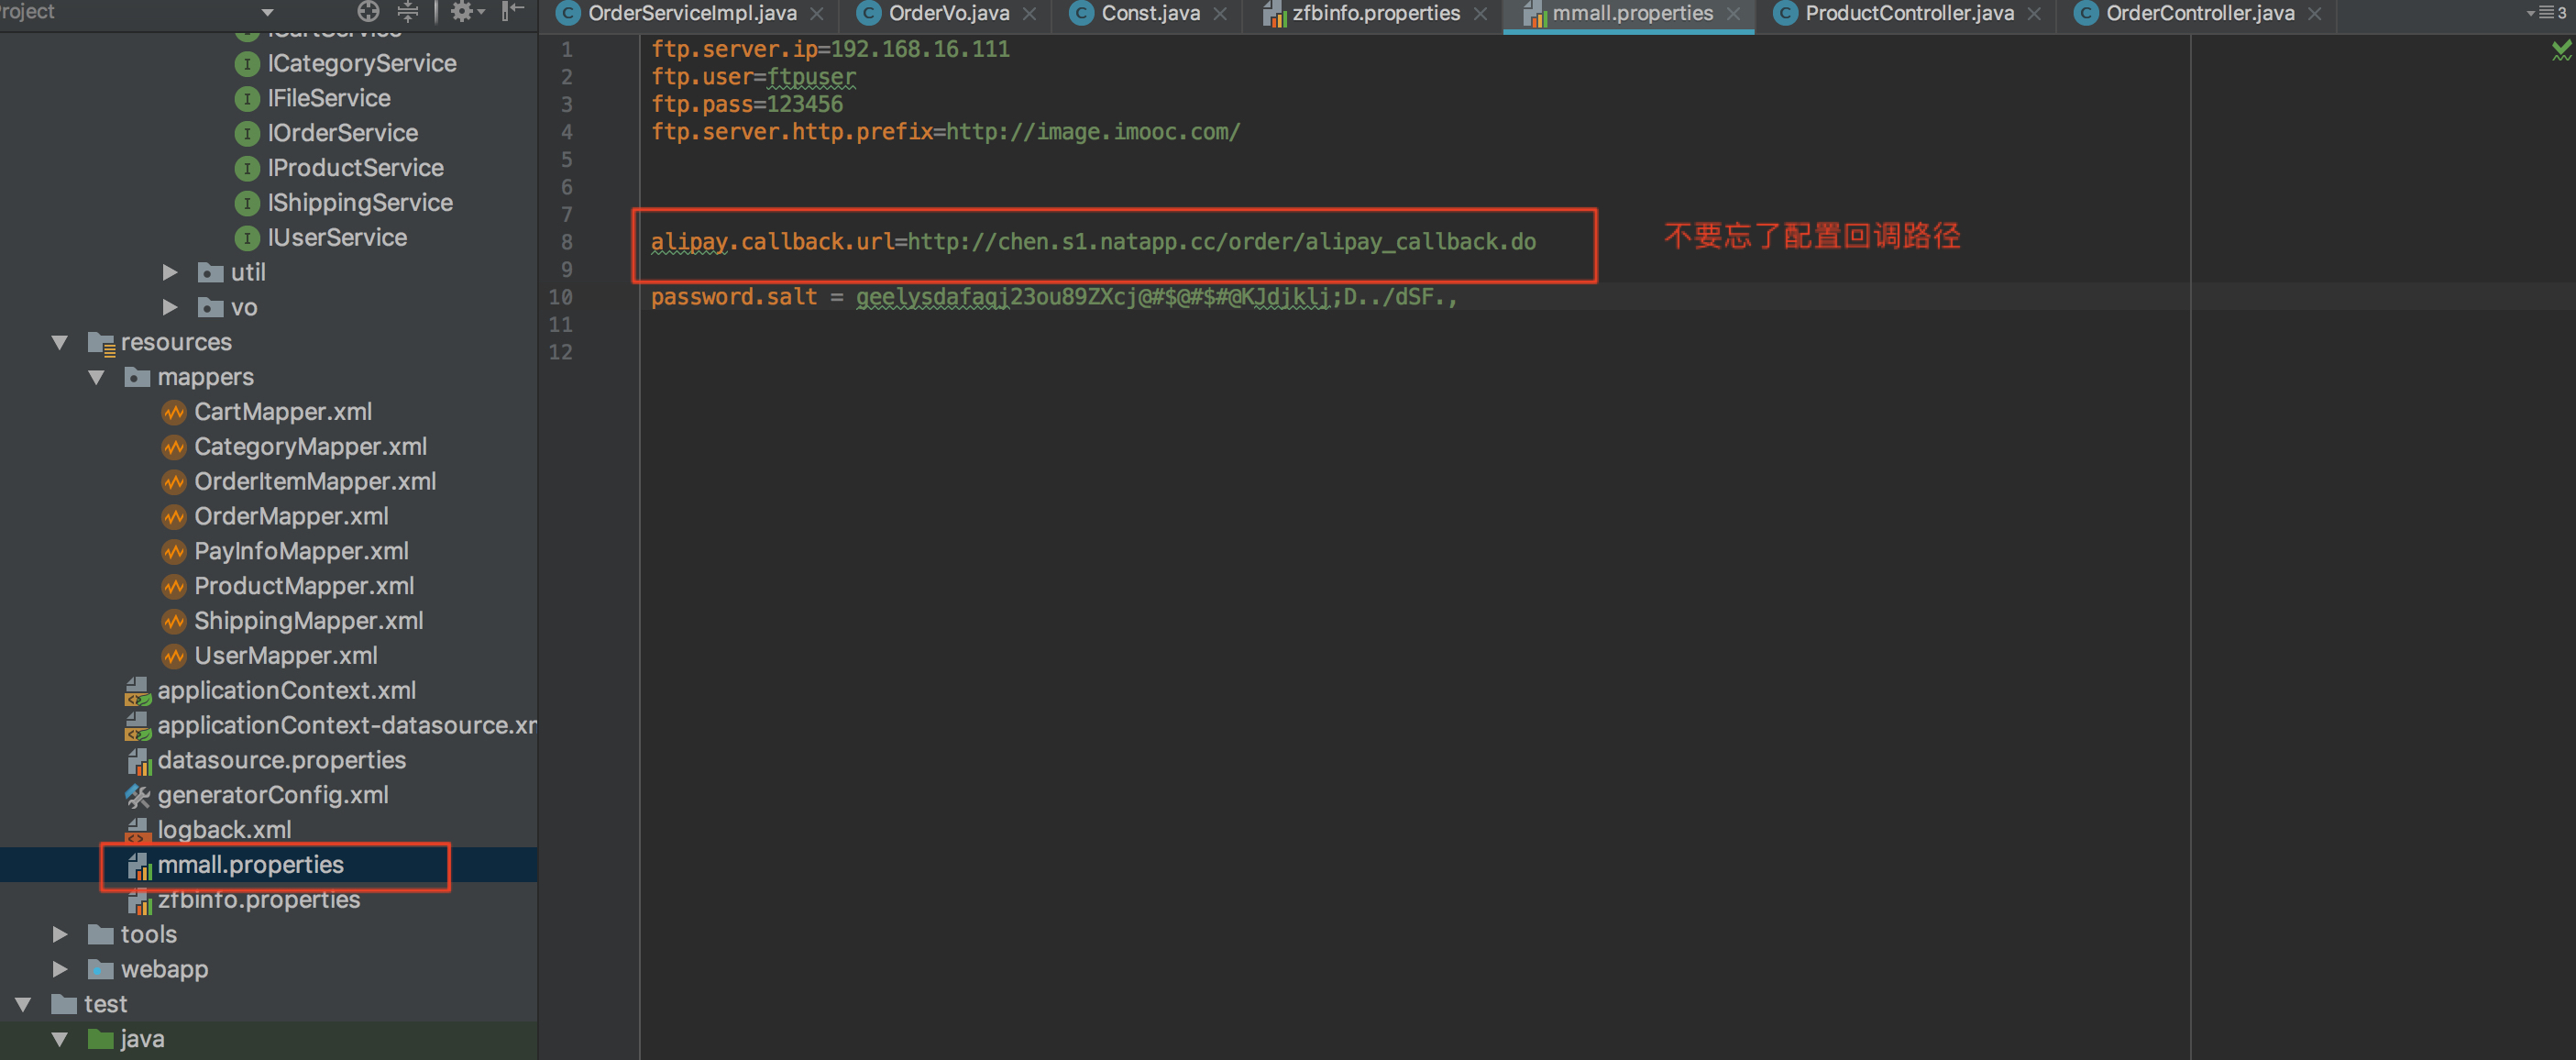 roject
OrderServiceImpl.java
OrderVo.java
Const.java
zfbinfo.properties
mmall.properties
ProductController.java
OrderController.java
3
ICartService
ICategoryService
IFileService
IOrderService
IProductService
IShippingService
IUserService
util
vo
resources
mappers
CartMapper.xml
CategoryMapper.xml
OrderItemMapper.xml
OrderMapper.xml
PayInfoMapper.xml
ProductMapper.xml
ShippingMapper.xml
UserMapper.xml
applicationContext.xml
applicationContext-datasource.xm
datasource.properties
generatorConfig.xml
logback.xml
mmall.properties
zfbinfo.properties
tools
webapp
test
java
1 ftp.server.ip=192.168.16.111
2 ftp.user=ftpuser
3 ftp.pass=123456
4 ftp.server.http.prefix=http://image.imooc.com/
5
6
7
8 alipay.callback.url=http://chen.s1.natapp.cc/order/alipay_callback.do
不要忘了配置回调路径
9
10 password.salt = geelysdafaqj23ou89ZXcj@#$@#$#@KJdjklj;D../dSF.,
11
12